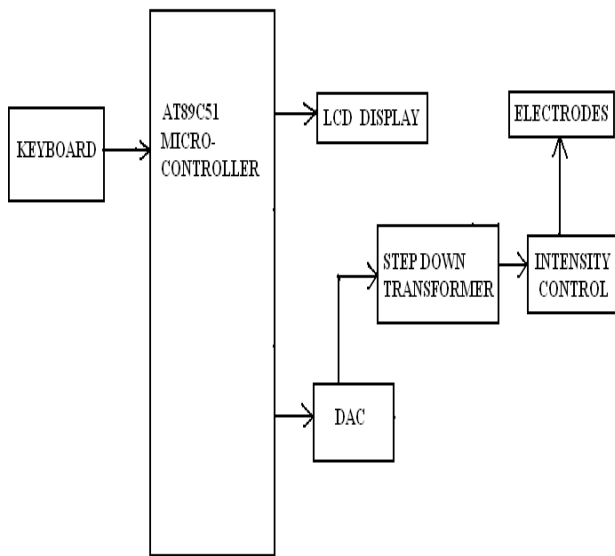 KEYBOARD
AT89C51
MICRO-
CONTROLLER
LCD DISPLAY
ELECTRODES
STEP DOWN
TRANSFORMER
INTENSITY
CONTROL
DAC